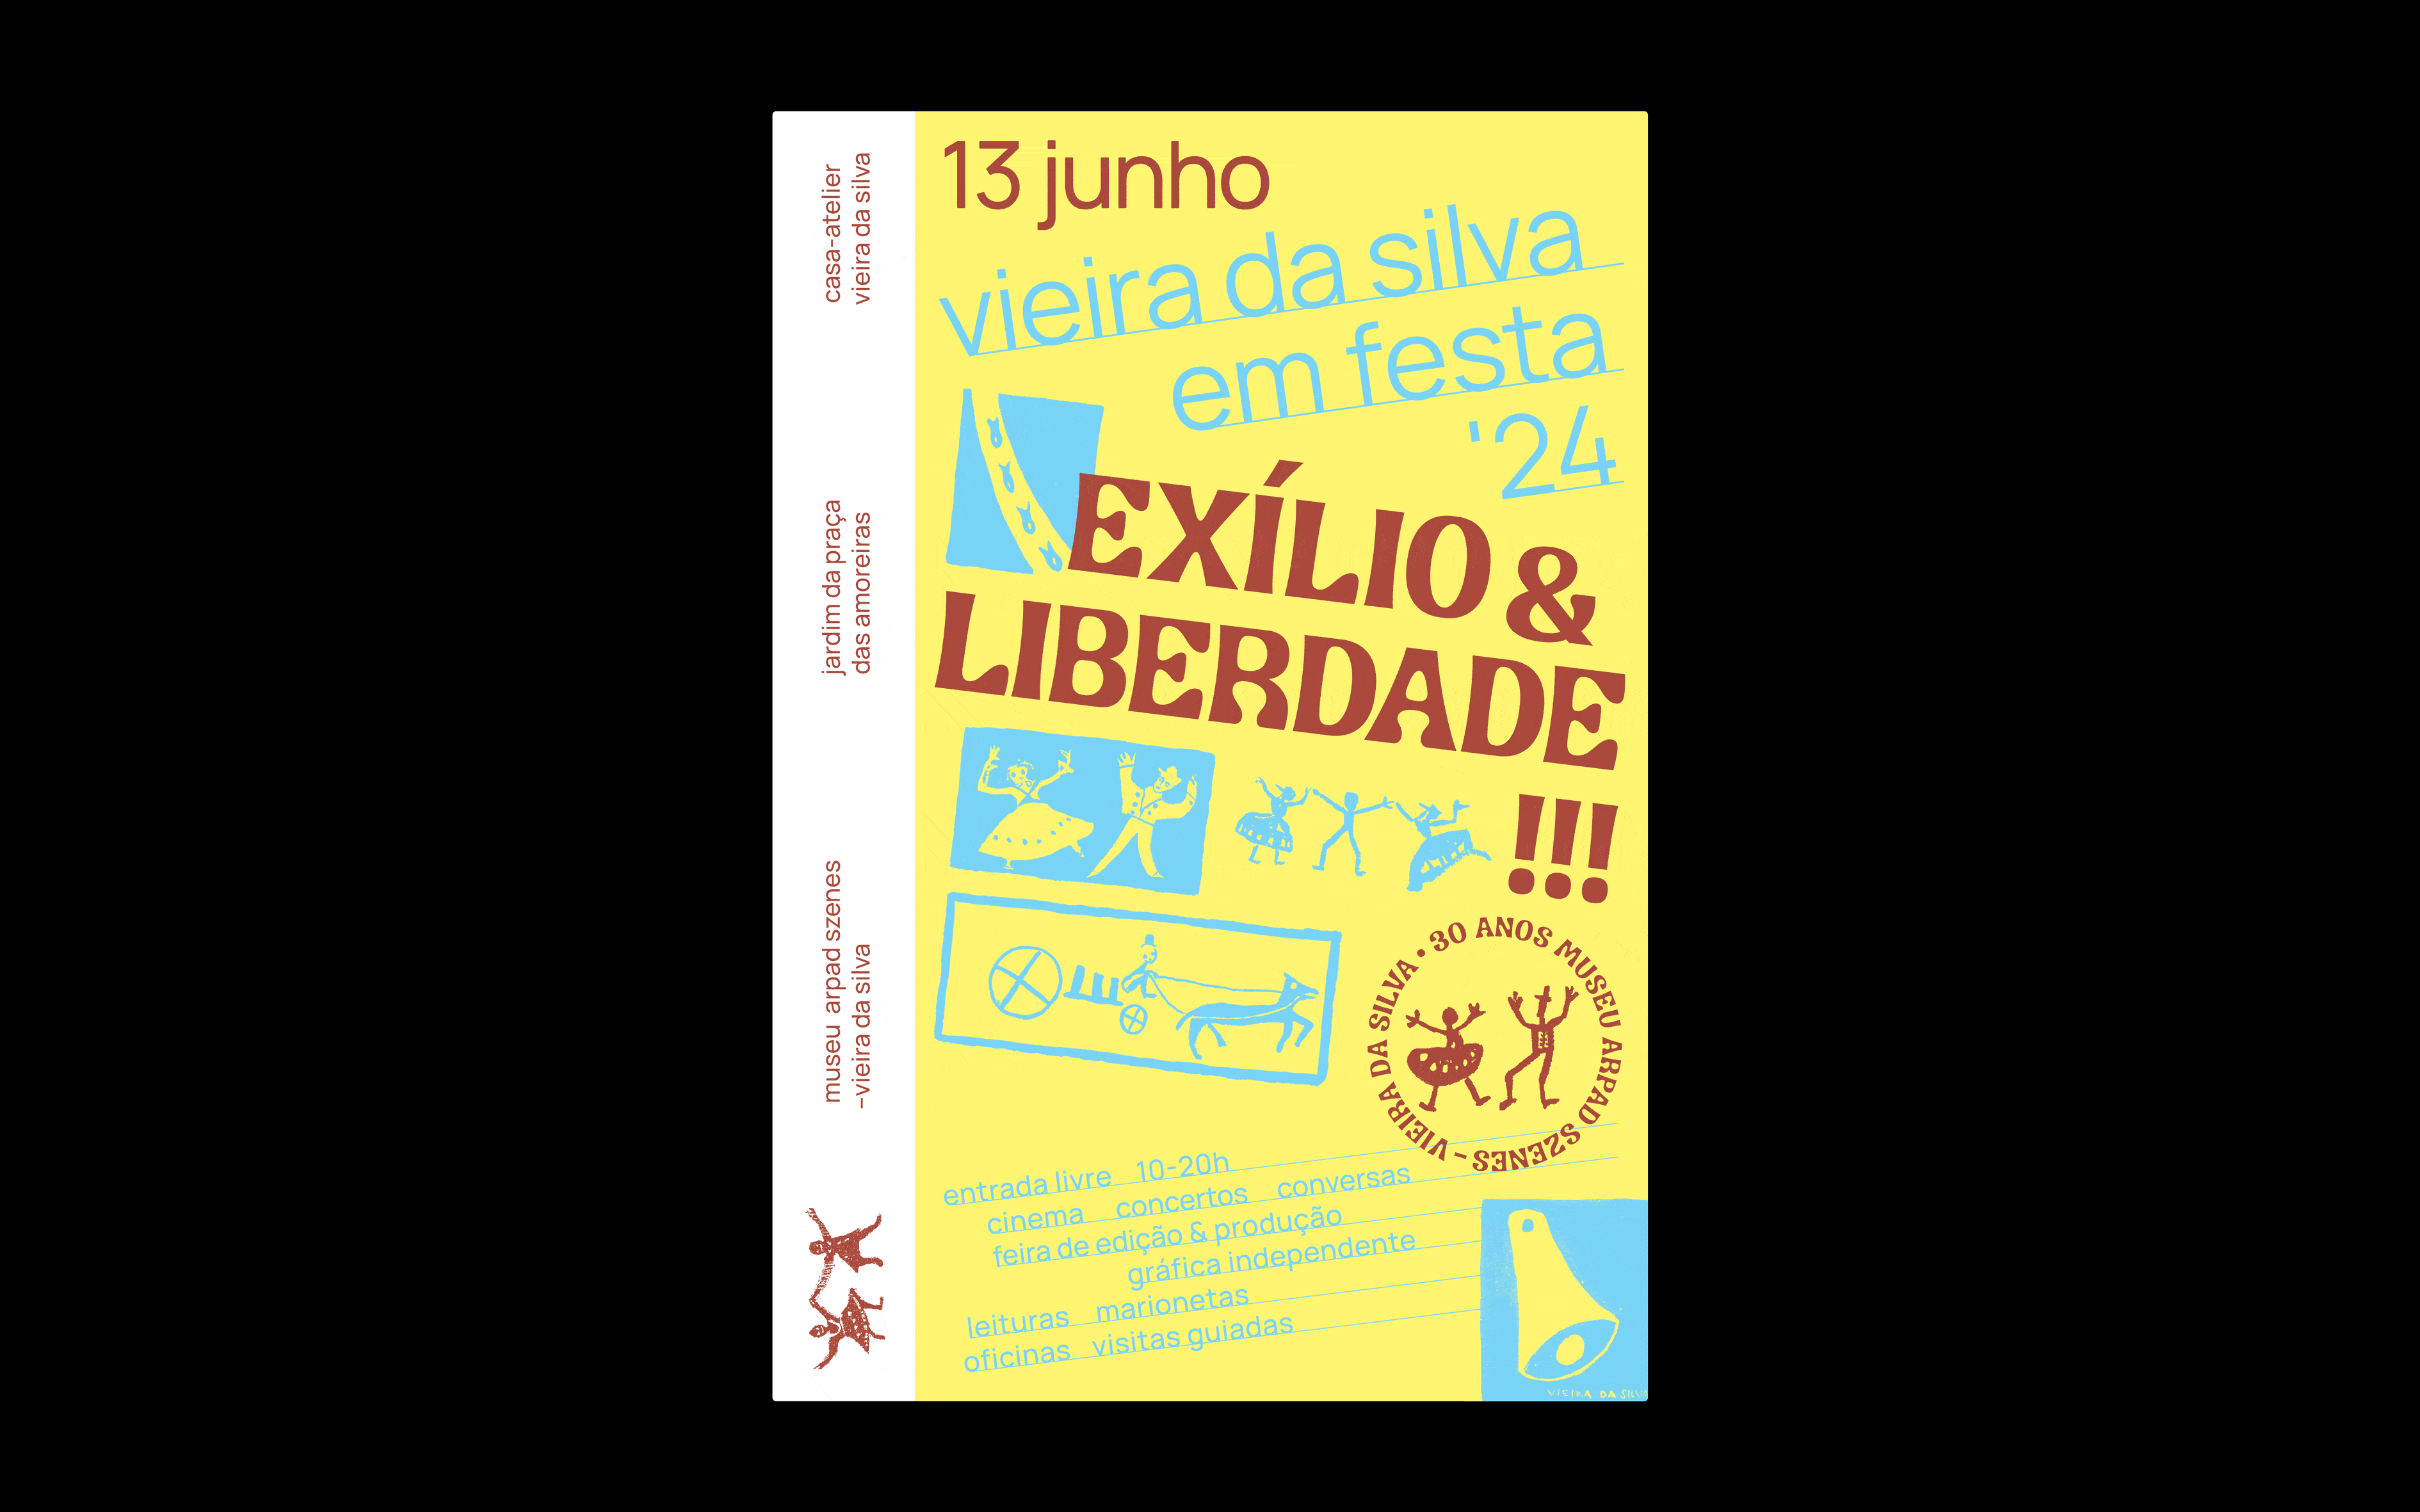 casa-atelier
vieira da silva
jardim da praça
das amoreiras
museu arpad szenes
–vieira da silva
13 junho
vieira da silva
em festa
'24
EXÍLIO &
LIBERDADE
!!!
30 ANOS MUSEU ARPAD SZENES – VIEIRA DA SILVA •
entrada livre 10-20h
cinema concertos conversas
feira de edição & produção
gráfica independente
leituras marionetas
oficinas visitas guiadas
VIEIRA DA SILVA